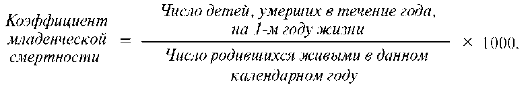 Коэффициент
младенческой
смертности
=
Число детей, умерших в течение года,
на 1-м году жизни
Число родившихся живыми в данном
календарном году
× 1000.